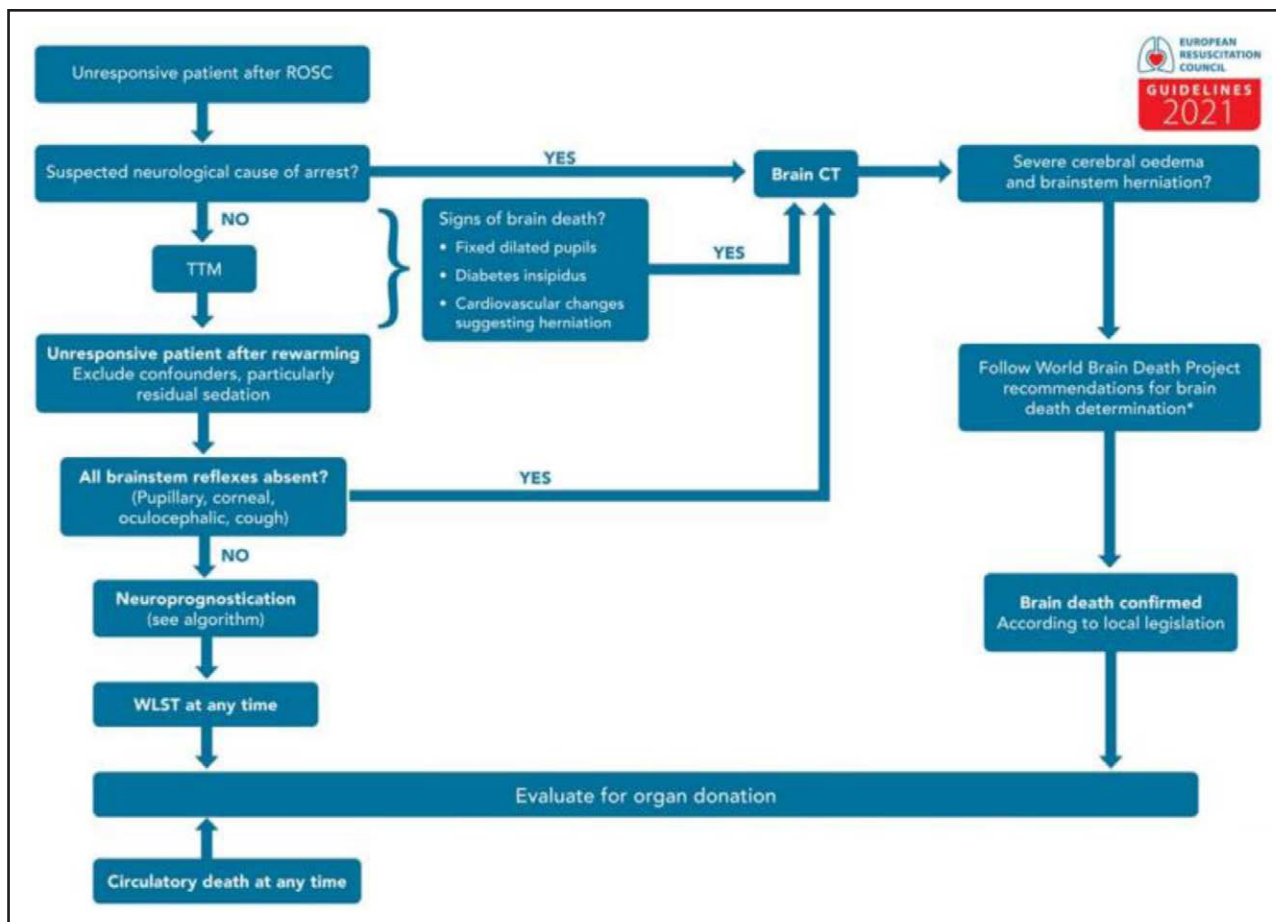 EUROPEAN
RESUSCITATION
COUNCIL
GUIDELINES
2021
Unresponsive patient after ROSC
Suspected neurological cause of arrest?
YES
Brain CT
Severe cerebral oedema
and brainstem herniation?
NO
TTM
Signs of brain death?
• Fixed dilated pupils
• Diabetes insipidus
• Cardiovascular changes
suggesting herniation
YES
Unresponsive patient after rewarming
Exclude confounders, particularly
residual sedation
Follow World Brain Death Project
recommendations for brain
death determination*
All brainstem reflexes absent?
(Pupillary, corneal,
oculocephalic, cough)
YES
NO
Neuroprognostication
(see algorithm)
Brain death confirmed
According to local legislation
WLST at any time
Evaluate for organ donation
Circulatory death at any time